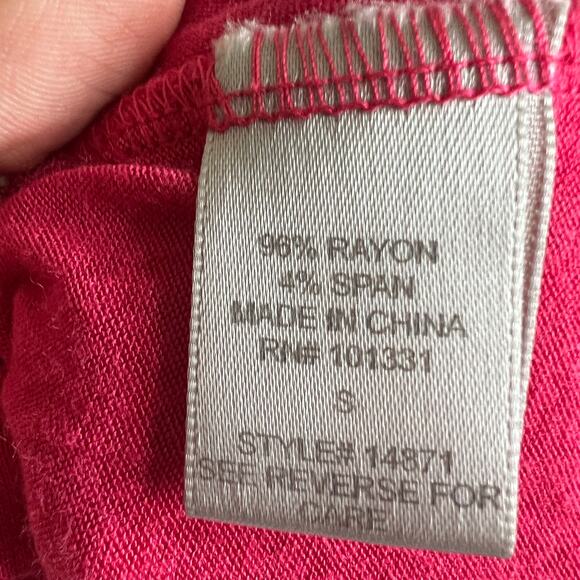 96% RAYON
4% SPAN
MADE IN CHINA
RN# 101331
S
STYLE# 14871
SEE REVERSE FOR
CARE